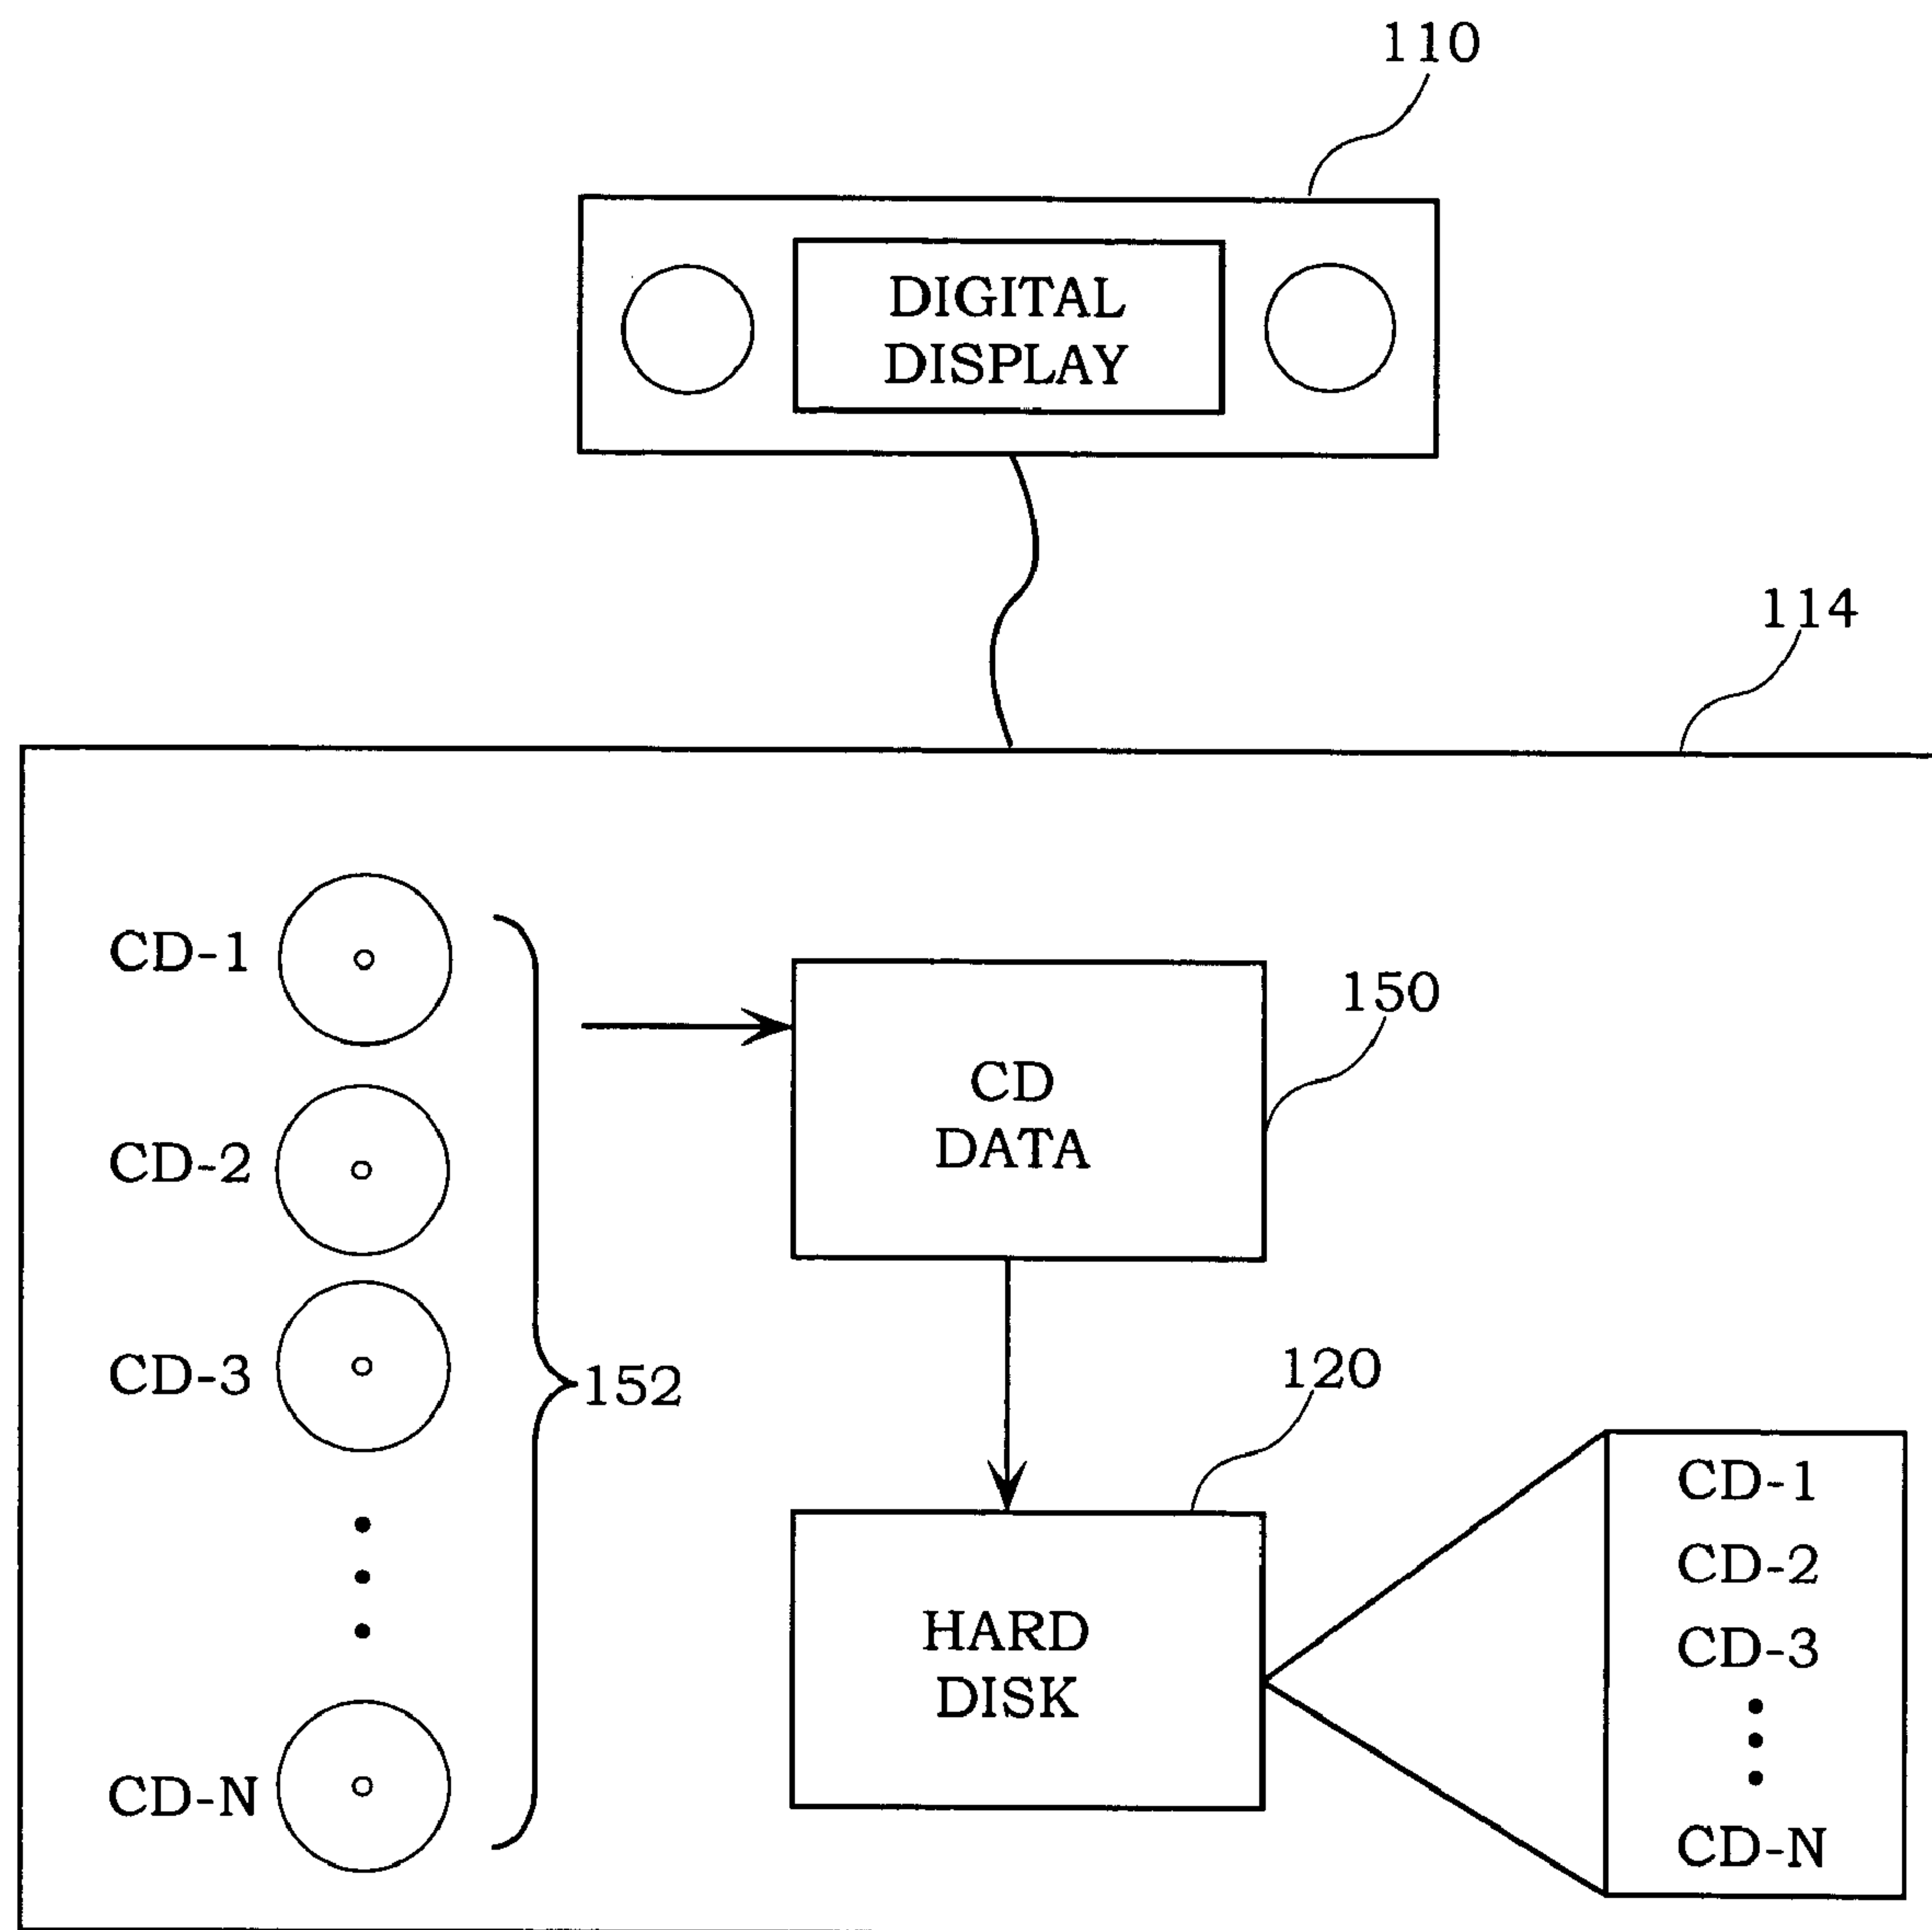 110
DIGITAL
DISPLAY
114
CD-1
CD-2
CD-3
CD-N
152
CD
DATA
150
120
HARD
DISK
CD-1
CD-2
CD-3
CD-N